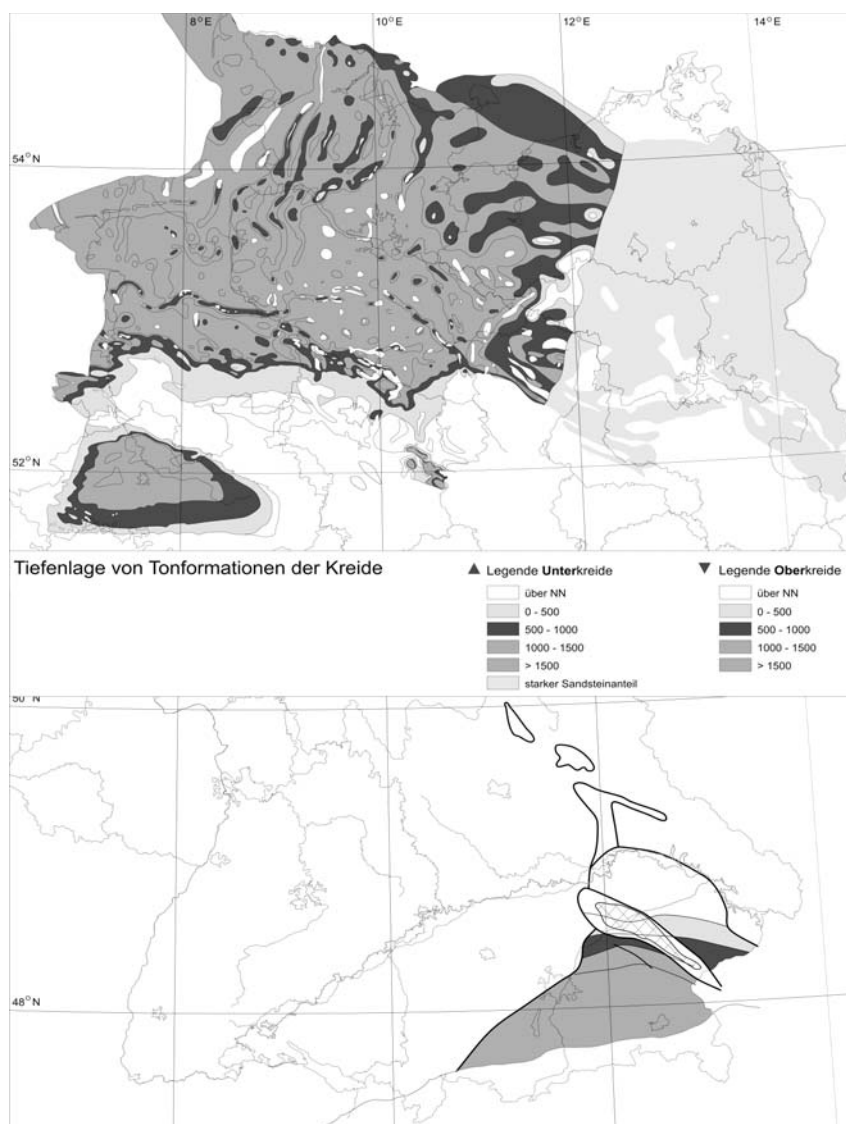 8°E 10°E 12°E 14°E
54°N
52°N
Tiefenlage von Tonformationen der Kreide
▲ Legende Unterkreide
über NN
0 - 500
500 - 1000
1000 - 1500
> 1500
starker Sandsteinanteil
▼ Legende Oberkreide
über NN
0 - 500
500 - 1000
1000 - 1500
> 1500
50°N
48°N